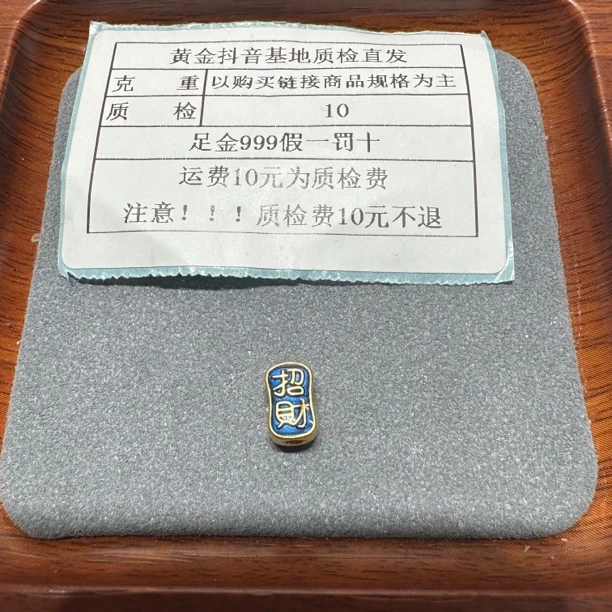 黄金抖音基地质检直发
克 重 以购买链接商品规格为主
质 检 10
足金999假一罚十
运费10元为质检费
注意！！！质检费10元不退
招
財